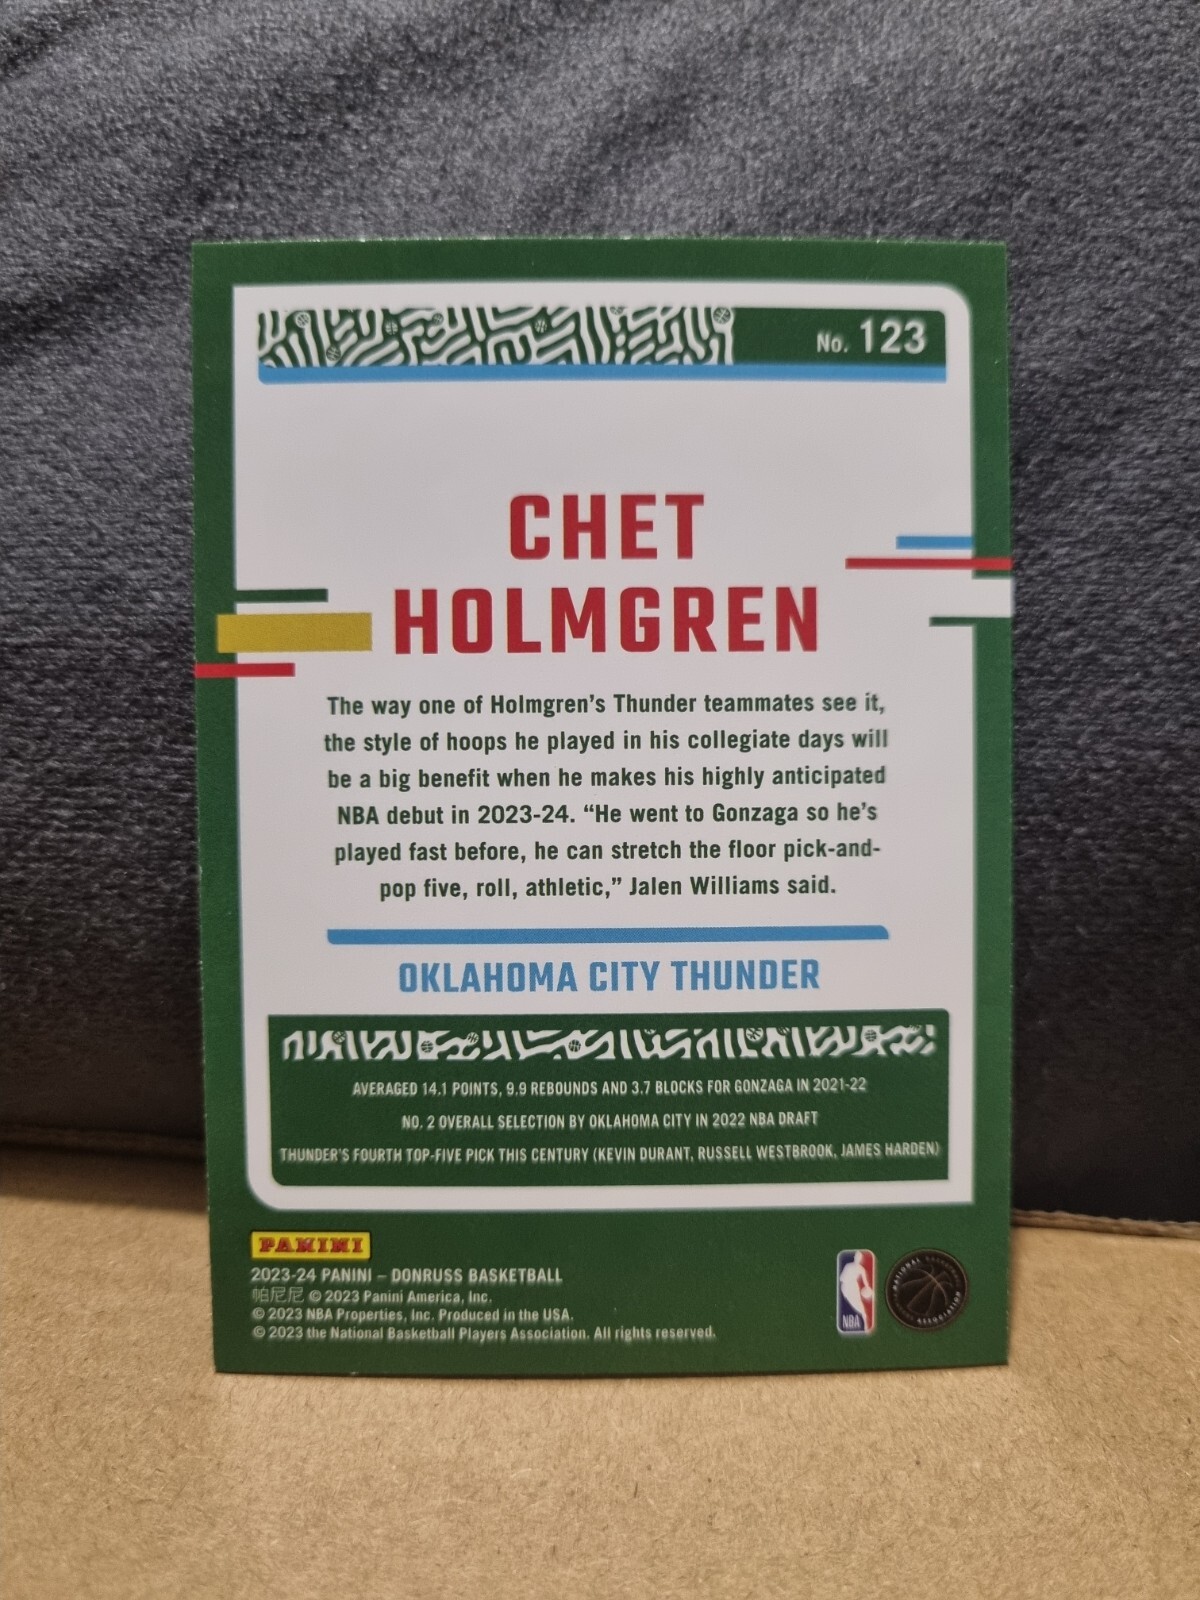 No. 123
CHET
HOLMGREN
The way one of Holmgren's Thunder teammates see it,
the style of hoops he played in his collegiate days will
be a big benefit when he makes his highly anticipated
NBA debut in 2023-24. “He went to Gonzaga so he's
played fast before, he can stretch the floor pick-and-
pop five, roll, athletic,” Jalen Williams said.
OKLAHOMA CITY THUNDER
AVERAGED 14.1 POINTS, 9.9 REBOUNDS AND 3.7 BLOCKS FOR GONZAGA IN 2021-22
NO. 2 OVERALL SELECTION BY OKLAHOMA CITY IN 2022 NBA DRAFT
THUNDER'S FOURTH TOP-FIVE PICK THIS CENTURY (KEVIN DURANT, RUSSELL WESTBROOK, JAMES HARDEN)
PANINI
2023-24 PANINI – DONRUSS BASKETBALL
帕尼尼 © 2023 Panini America, Inc.
© 2023 NBA Properties, Inc. Produced in the USA.
© 2023 the National Basketball Players Association. All rights reserved.
NBA
NATIONAL BASKETBALL
ASSOCIATION